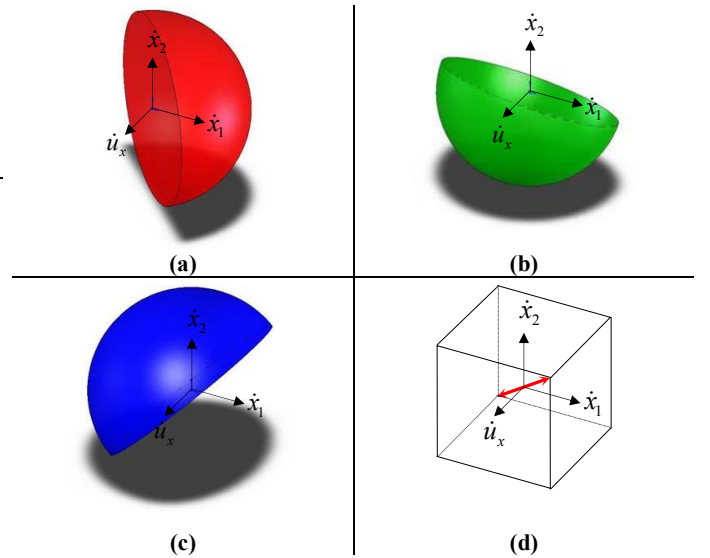 ẋ₂
ẋ₁
u̇ₓ
(a)
ẋ₂
ẋ₁
u̇ₓ
(b)
ẋ₂
ẋ₁
u̇ₓ
(c)
ẋ₂
ẋ₁
u̇ₓ
(d)